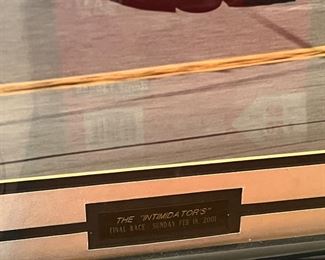 THE "INTIMIDATOR'S"
FINAL RACE SUNDAY FEB 18, 2001